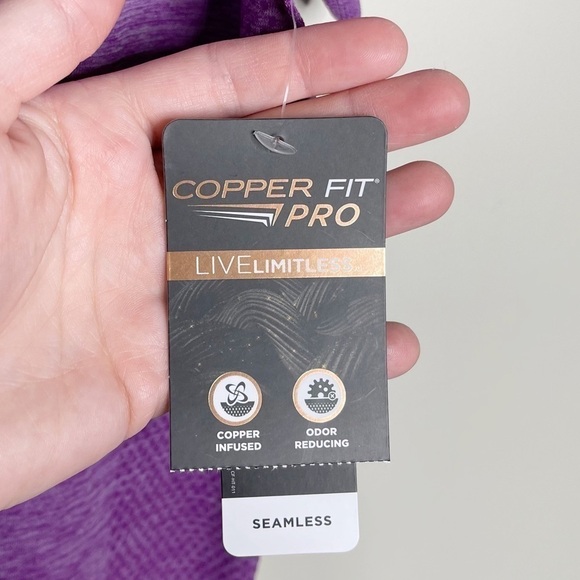 COPPER FIT®
PRO
LIVE LIMITLESS
COPPER
INFUSED
ODOR
REDUCING
SEAMLESS